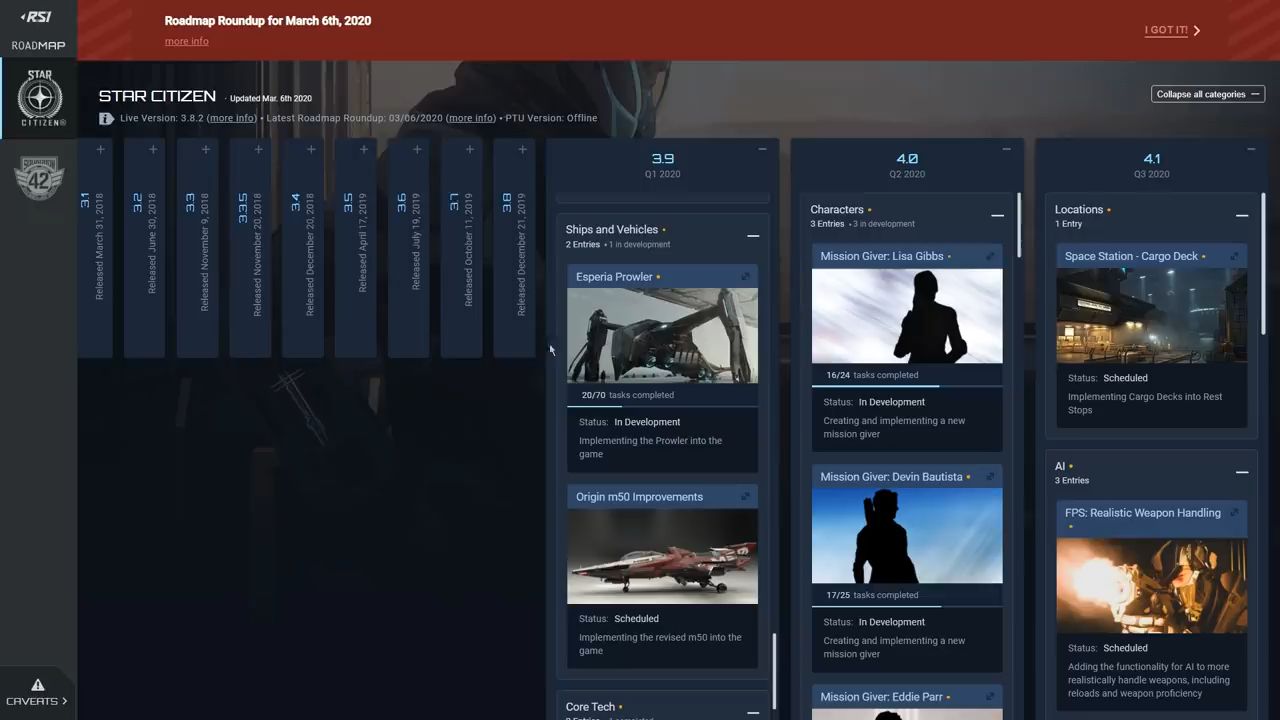 RSI
ROADMAP
STAR
CITIZEN®
SQUADRON
42
CAVERTS
Roadmap Roundup for March 6th, 2020
more info
I GOT IT!
STAR CITIZEN • Updated Mar. 6th 2020
Live Version: 3.8.2 (more info) • Latest Roadmap Roundup: 03/06/2020 (more info) • PTU Version: Offline
Collapse all categories
3.1
Released March 31, 2018
3.2
Released June 30, 2018
3.3
Released November 9, 2018
3.3.5
Released November 20, 2018
3.4
Released December 20, 2018
3.5
Released April 17, 2019
3.6
Released July 19, 2019
3.7
Released October 11, 2019
3.8
Released December 21, 2019
3.9
Q1 2020
Ships and Vehicles
2 Entries • 1 in development
Esperia Prowler
20/70 tasks completed
Status: In Development
Implementing the Prowler into the
game
Origin m50 Improvements
Status: Scheduled
Implementing the revised m50 into the
game
Core Tech
4.0
Q2 2020
Characters
3 Entries • 3 in development
Mission Giver: Lisa Gibbs
16/24 tasks completed
Status: In Development
Creating and implementing a new
mission giver
Mission Giver: Devin Bautista
17/25 tasks completed
Status: In Development
Creating and implementing a new
mission giver
Mission Giver: Eddie Parr
4.1
Q3 2020
Locations
1 Entry
Space Station - Cargo Deck
Status: Scheduled
Implementing Cargo Decks into Rest
Stops
AI
3 Entries
FPS: Realistic Weapon Handling
Status: Scheduled
Adding the functionality for AI to more
realistically handle weapons, including
reloads and weapon proficiency